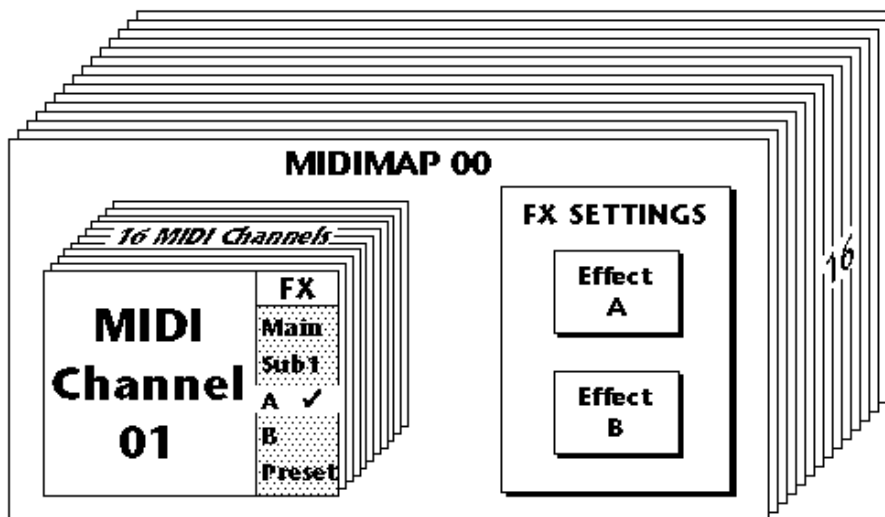 MIDIMAP 00
16 MIDI Channels
MIDI
Channel
01
FX
Main
Sub1
A ✓
B
Preset
FX SETTINGS
Effect
A
Effect
B
16